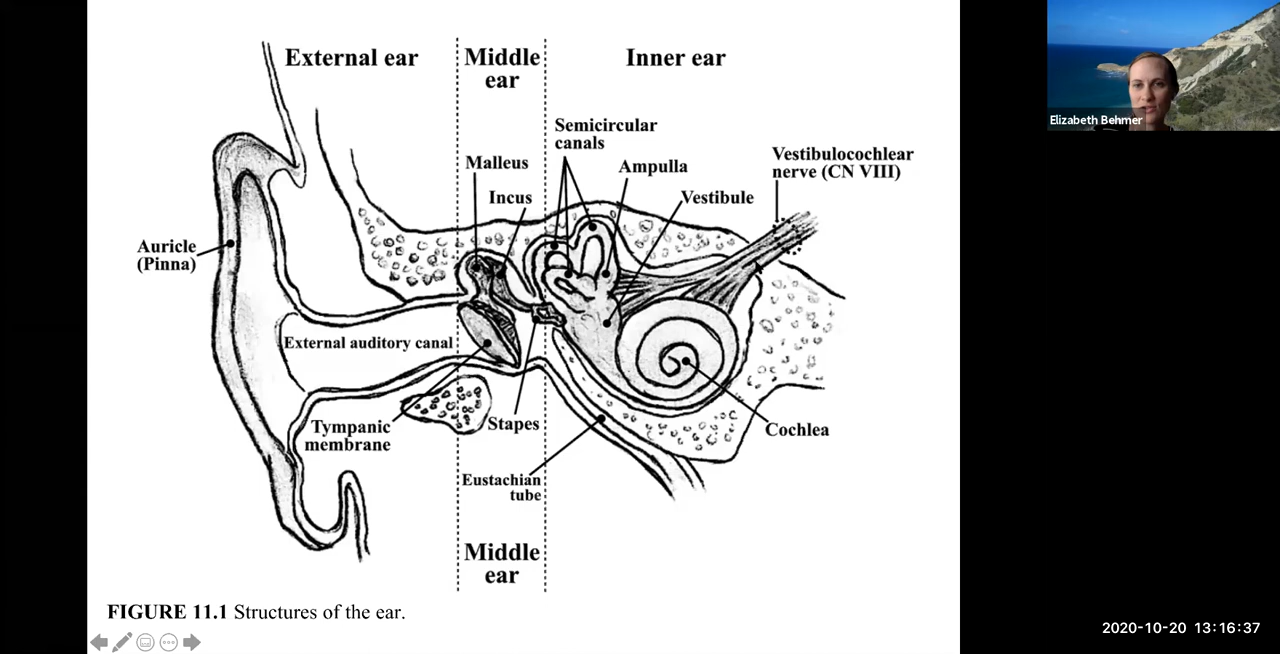 External ear
Middle
ear
Inner ear
Semicircular
canals
Malleus
Ampulla
Vestibulocochlear
nerve (CN VIII)
Incus
Vestibule
Auricle
(Pinna)
External auditory canal
Tympanic
membrane
Stapes
Cochlea
Eustachian
tube
Middle
ear
FIGURE 11.1 Structures of the ear.
Elizabeth Behmer
2020-10-20 13:16:37